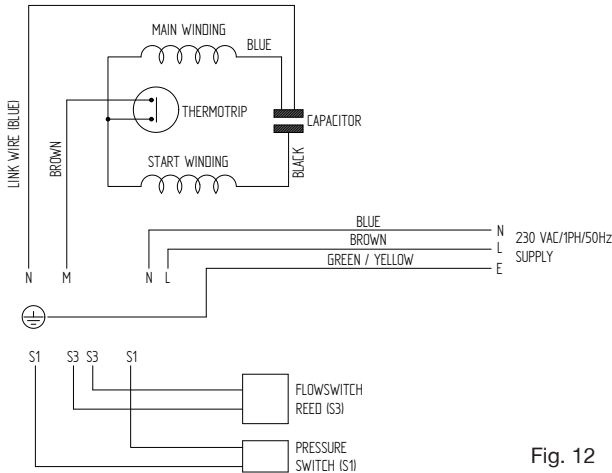 MAIN WINDING
BLUE
THERMOTRIP
CAPACITOR
START WINDING
BLACK
LINK WIRE (BLUE)
BROWN
BLUE
BROWN
GREEN / YELLOW
N
L
E
230 VAC/1PH/50Hz
SUPPLY
N M N L
S1 S3 S3 S1
FLOWSWITCH
REED (S3)
PRESSURE
SWITCH (S1)
Fig. 12